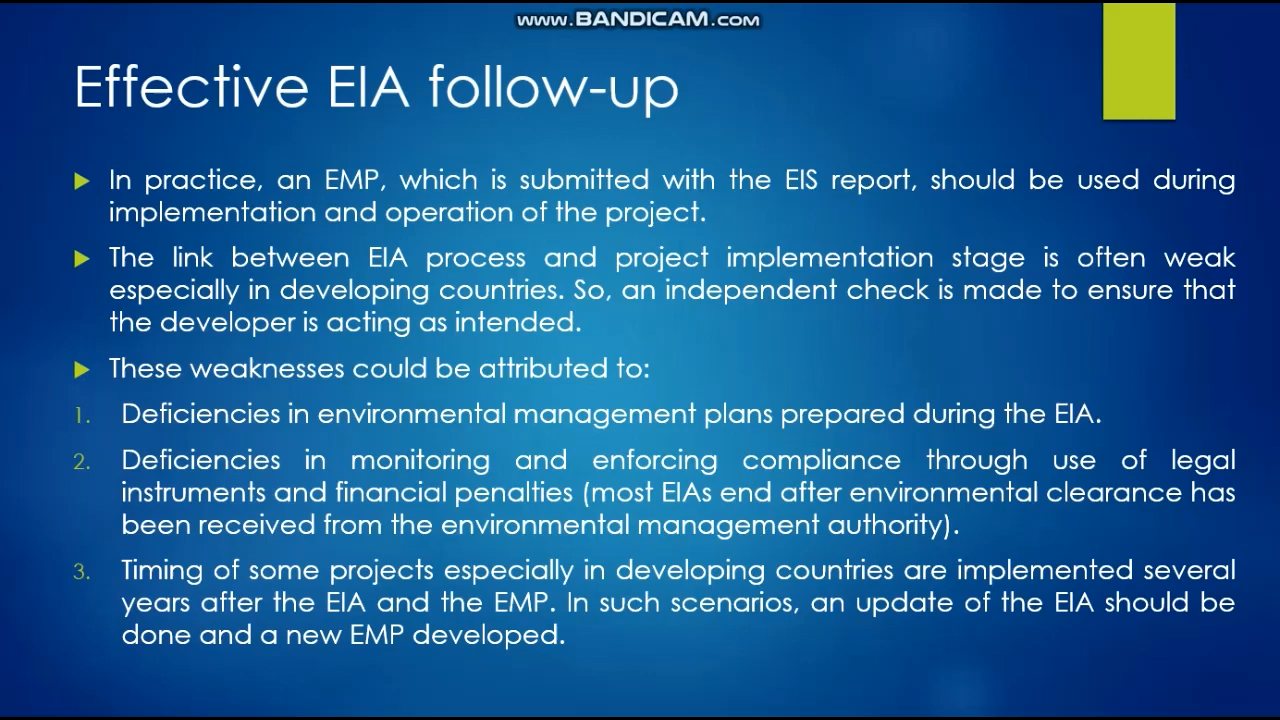 www.BANDICAM.com
Effective EIA follow-up
In practice, an EMP, which is submitted with the EIS report, should be used during
implementation and operation of the project.
The link between EIA process and project implementation stage is often weak
especially in developing countries. So, an independent check is made to ensure that
the developer is acting as intended.
These weaknesses could be attributed to:
1. Deficiencies in environmental management plans prepared during the EIA.
2. Deficiencies in monitoring and enforcing compliance through use of legal
instruments and financial penalties (most EIAs end after environmental clearance has
been received from the environmental management authority).
3. Timing of some projects especially in developing countries are implemented several
years after the EIA and the EMP. In such scenarios, an update of the EIA should be
done and a new EMP developed.